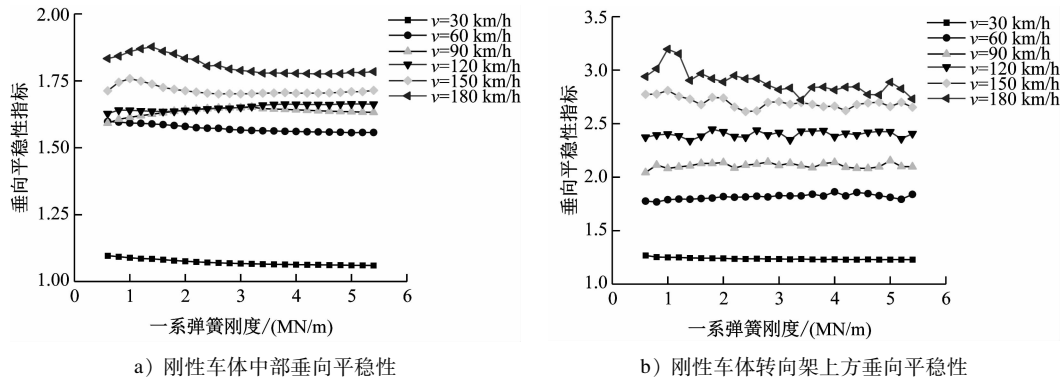 2.00
1.75
1.50
1.25
1.00
垂向平稳性指标
0
1
2
3
4
5
6
一系弹簧刚度/(MN/m)
v=30 km/h
v=60 km/h
v=90 km/h
v=120 km/h
v=150 km/h
v=180 km/h
a) 刚性车体中部垂向平稳性
3.5
3.0
2.5
2.0
1.5
1.0
垂向平稳性指标
0
1
2
3
4
5
6
一系弹簧刚度/(MN/m)
v=30 km/h
v=60 km/h
v=90 km/h
v=120 km/h
v=150 km/h
v=180 km/h
b) 刚性车体转向架上方垂向平稳性